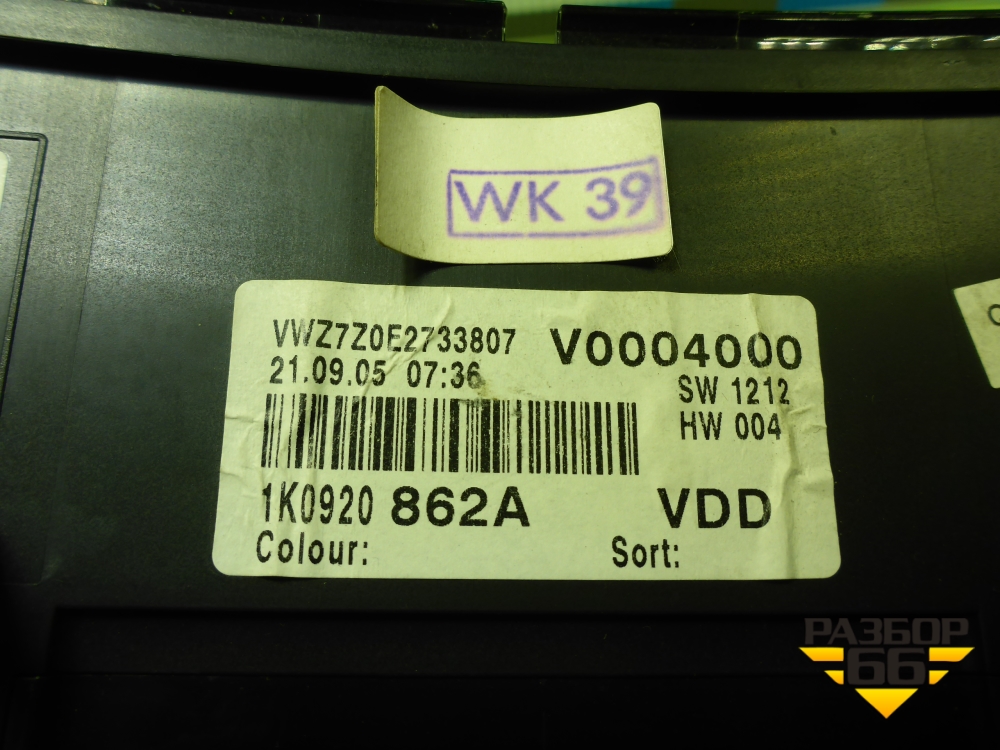 WK 39
VWZ7Z0E2733807 V0004000
21.09.05 07:36 SW 1212
HW 004
1K0920 862A VDD
Colour: Sort:
РАЗБОР
66